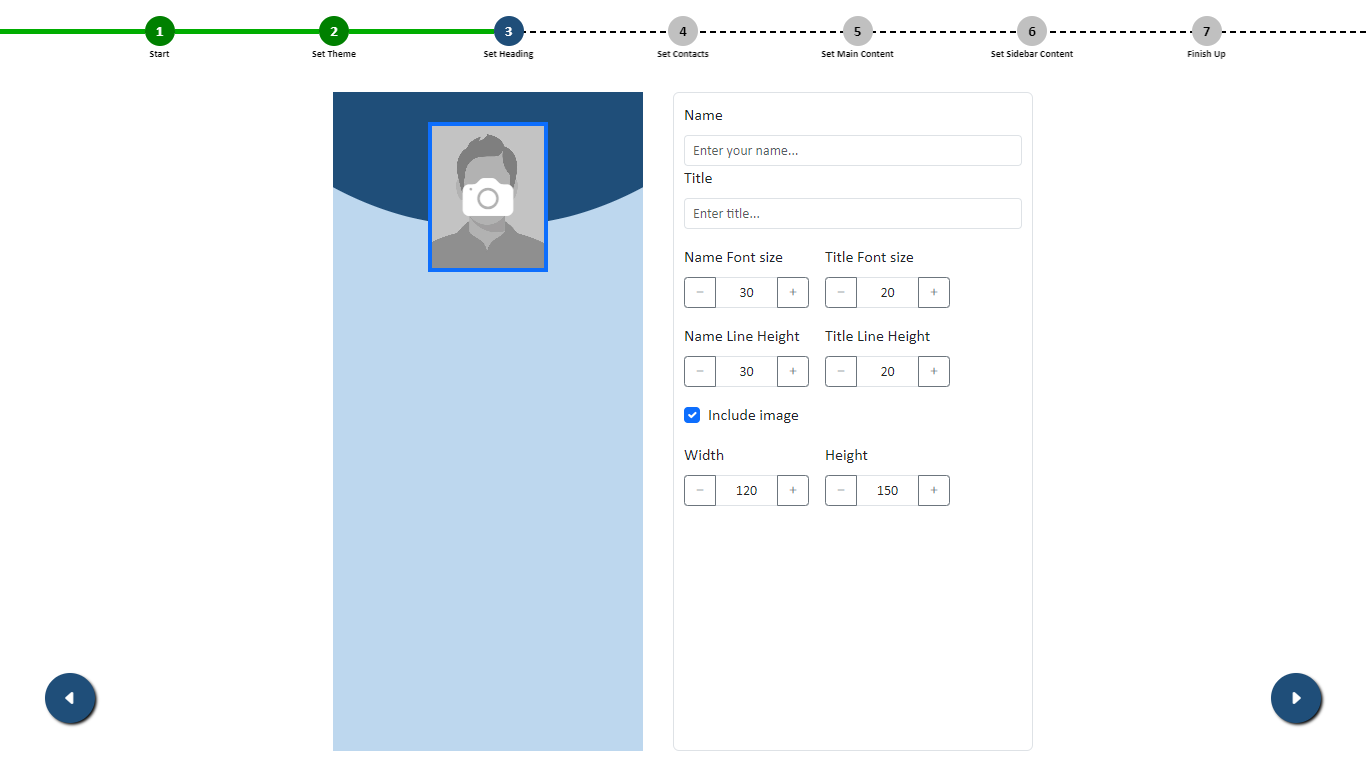 1 2 3 4 5 6 7
Start Set Theme Set Heading Set Contacts Set Main Content Set Sidebar Content Finish Up
Name
Enter your name...
Title
Enter title...
Name Font size Title Font size
− 30 + − 20 +
Name Line Height Title Line Height
− 30 + − 20 +
Include image
Width Height
− 120 + − 150 +